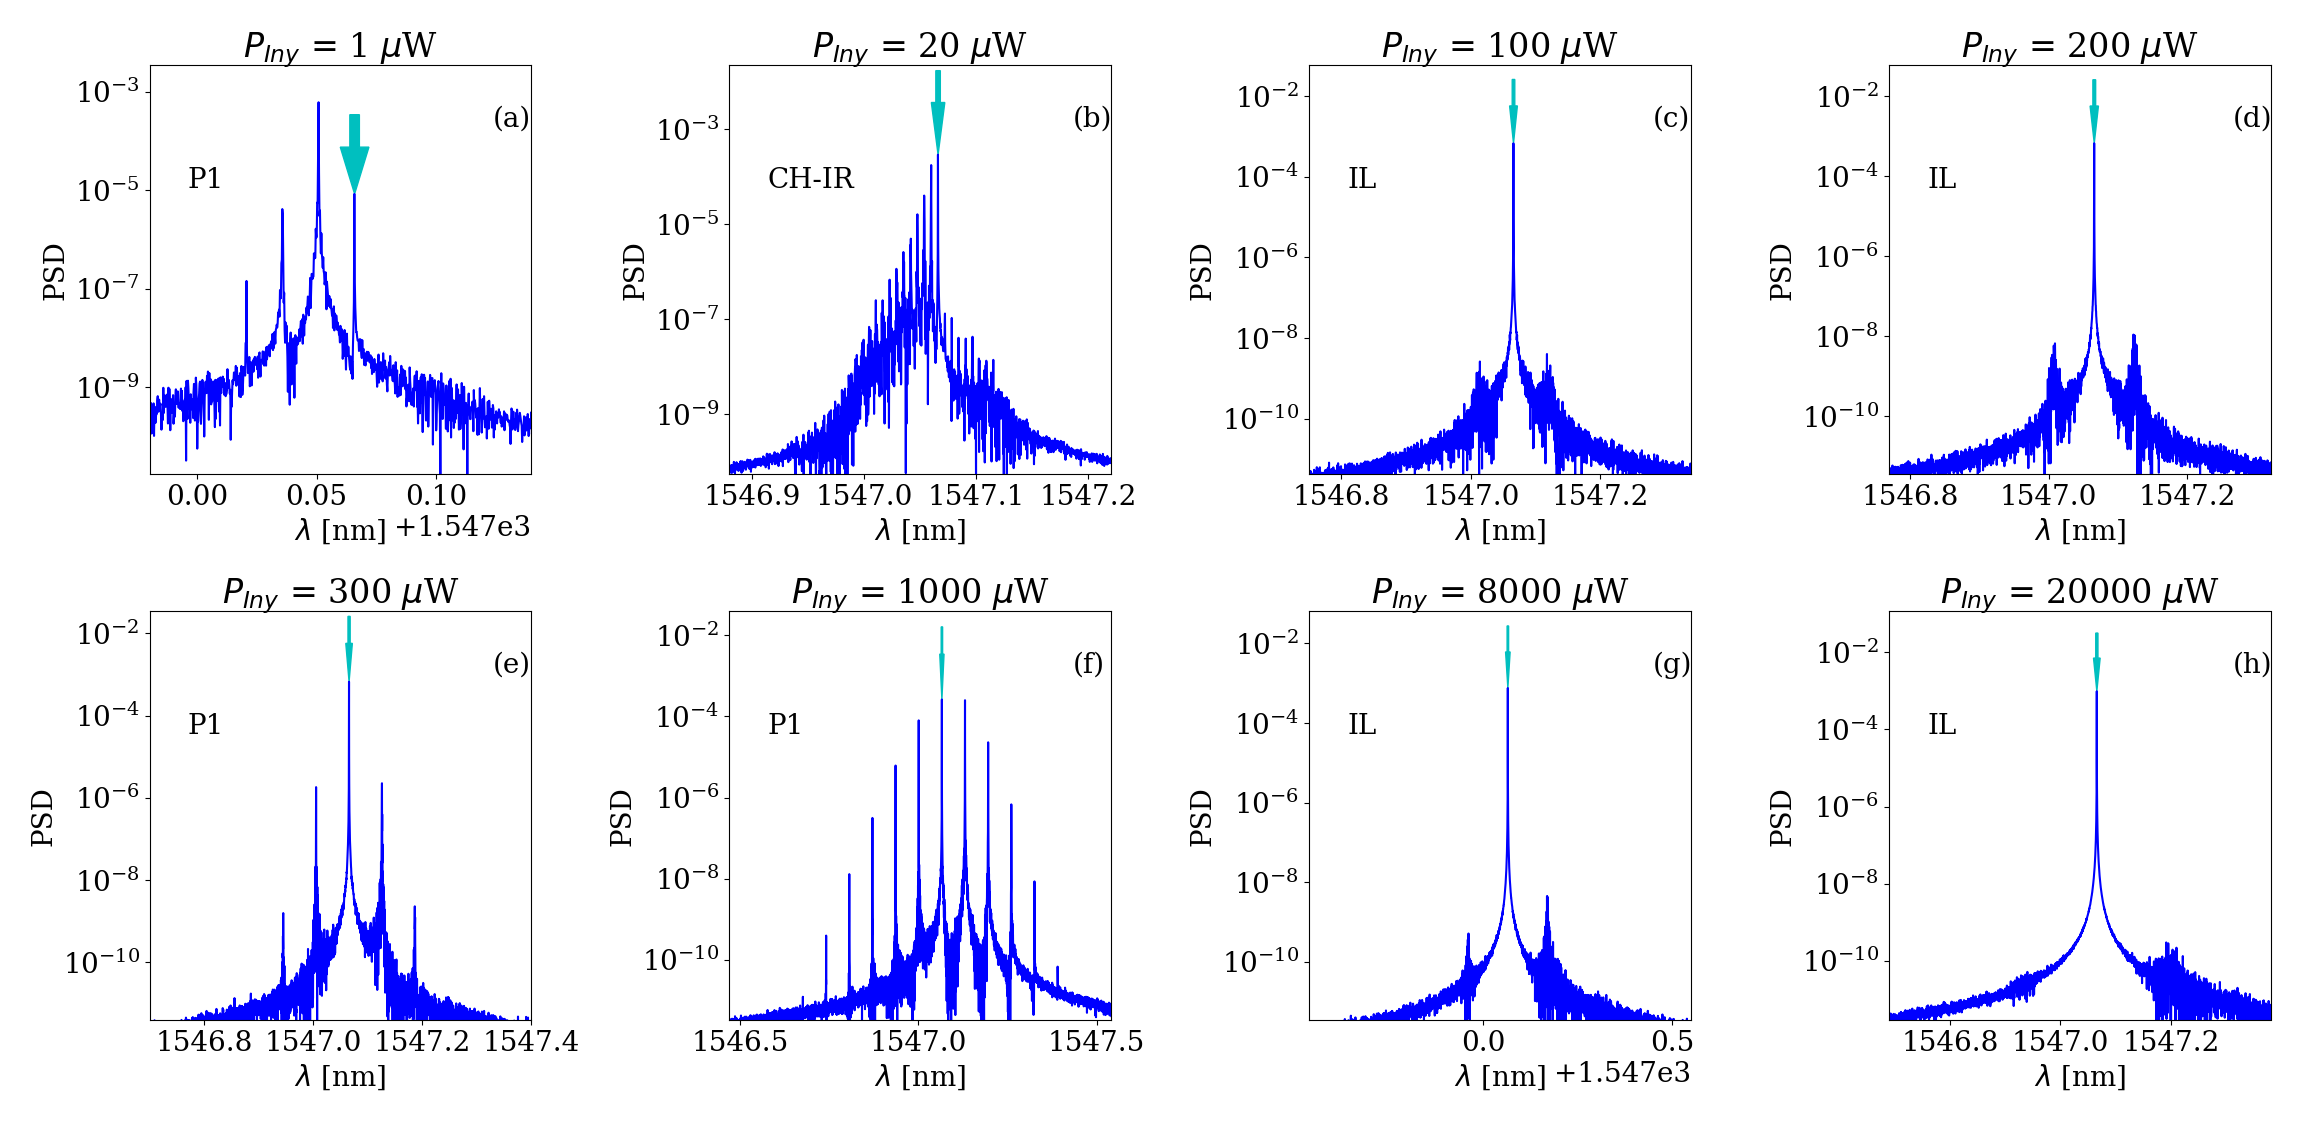 P_Iny = 1 μW
P_Iny = 20 μW
P_Iny = 100 μW
P_Iny = 200 μW
(a)
P1
PSD
10^−3
10^−5
10^−7
10^−9
0.00 0.05 0.10
λ [nm] +1.547e3
(b)
CH-IR
PSD
10^−3
10^−5
10^−7
10^−9
1546.9 1547.0 1547.1 1547.2
λ [nm]
(c)
IL
PSD
10^−2
10^−4
10^−6
10^−8
10^−10
1546.8 1547.0 1547.2
λ [nm]
(d)
IL
PSD
10^−2
10^−4
10^−6
10^−8
10^−10
1546.8 1547.0 1547.2
λ [nm]
P_Iny = 300 μW
P_Iny = 1000 μW
P_Iny = 8000 μW
P_Iny = 20000 μW
(e)
P1
PSD
10^−2
10^−4
10^−6
10^−8
10^−10
1546.8 1547.0 1547.2 1547.4
λ [nm]
(f)
P1
PSD
10^−2
10^−4
10^−6
10^−8
10^−10
1546.5 1547.0 1547.5
λ [nm]
(g)
IL
PSD
10^−2
10^−4
10^−6
10^−8
10^−10
0.0 0.5
λ [nm] +1.547e3
(h)
IL
PSD
10^−2
10^−4
10^−6
10^−8
10^−10
1546.8 1547.0 1547.2
λ [nm]